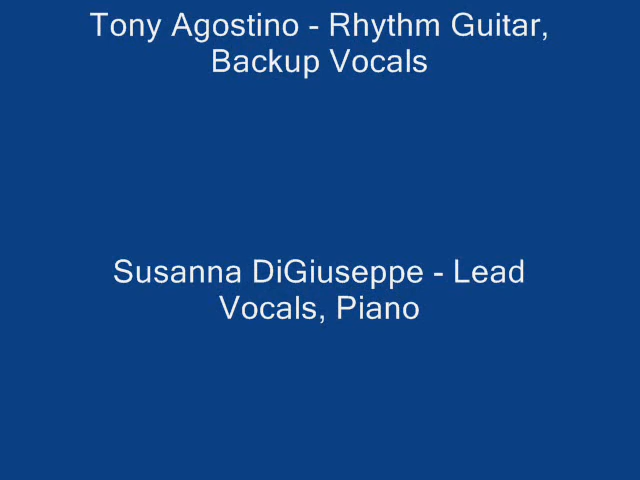 Tony Agostino - Rhythm Guitar,
Backup Vocals
Susanna DiGiuseppe - Lead
Vocals, Piano